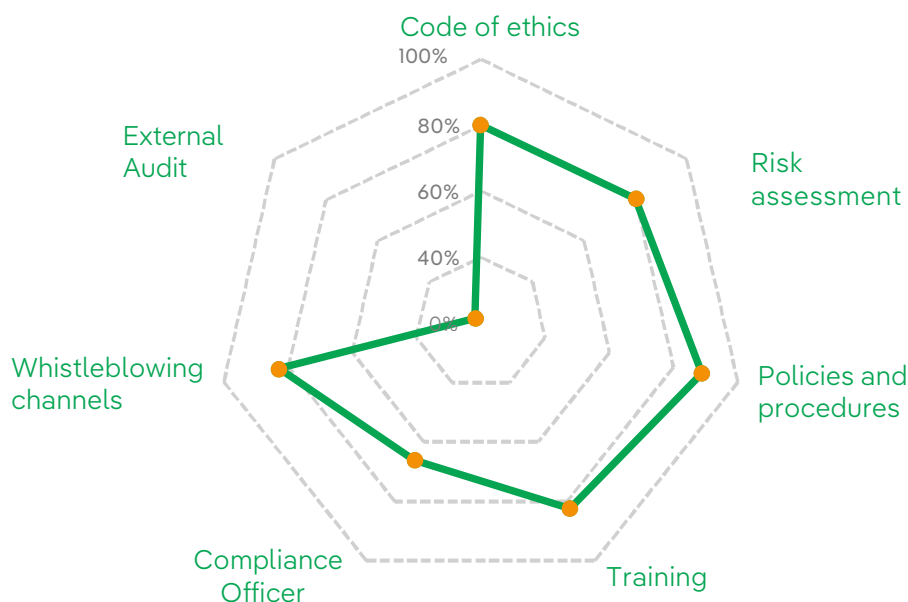 Code of ethics
100%
External
Audit
80%
Risk
assessment
60%
40%
0%
Whistleblowing
channels
Policies and
procedures
Compliance
Officer
Training